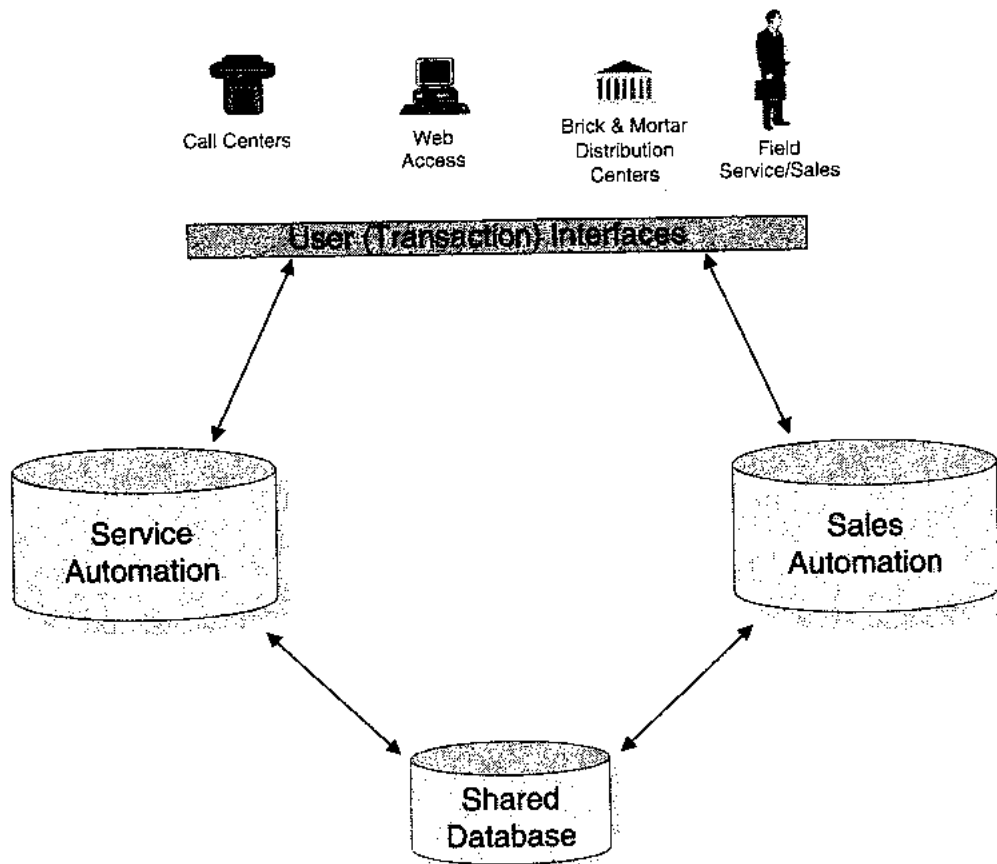 Call Centers
Web
Access
Brick & Mortar
Distribution
Centers
Field
Service/Sales
User (Transaction) Interfaces
Service
Automation
Sales
Automation
Shared
Database